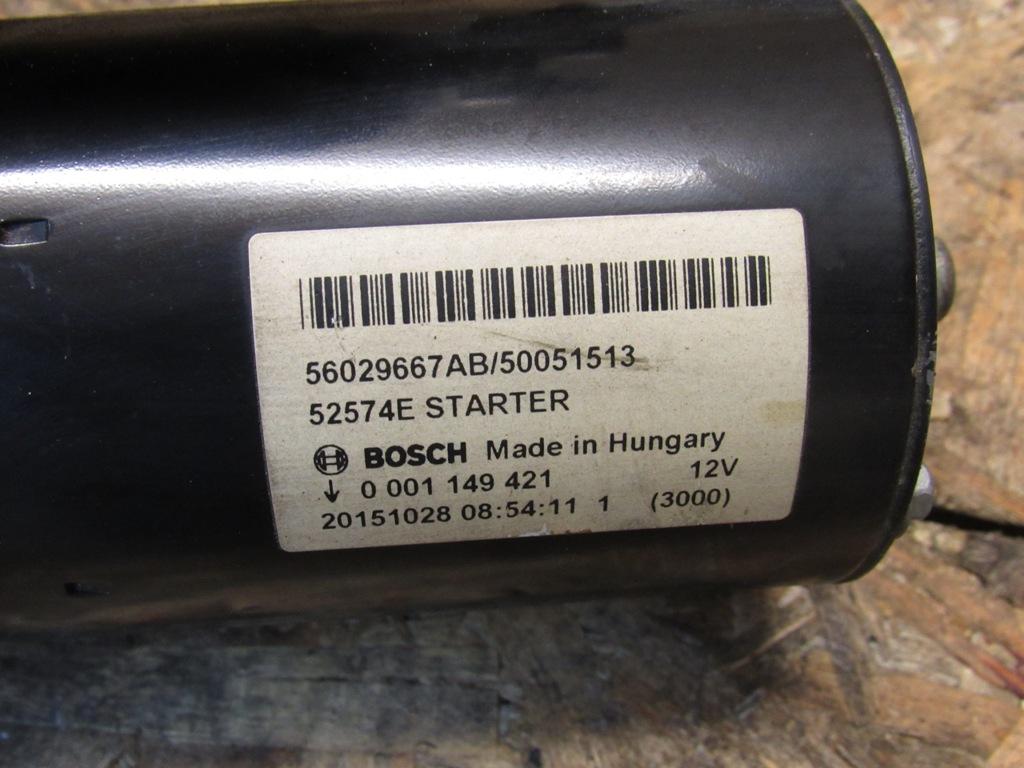 56029667AB/50051513
52574E STARTER
BOSCH Made in Hungary
↓ 0 001 149 421 12V
20151028 08:54:11 1 (3000)